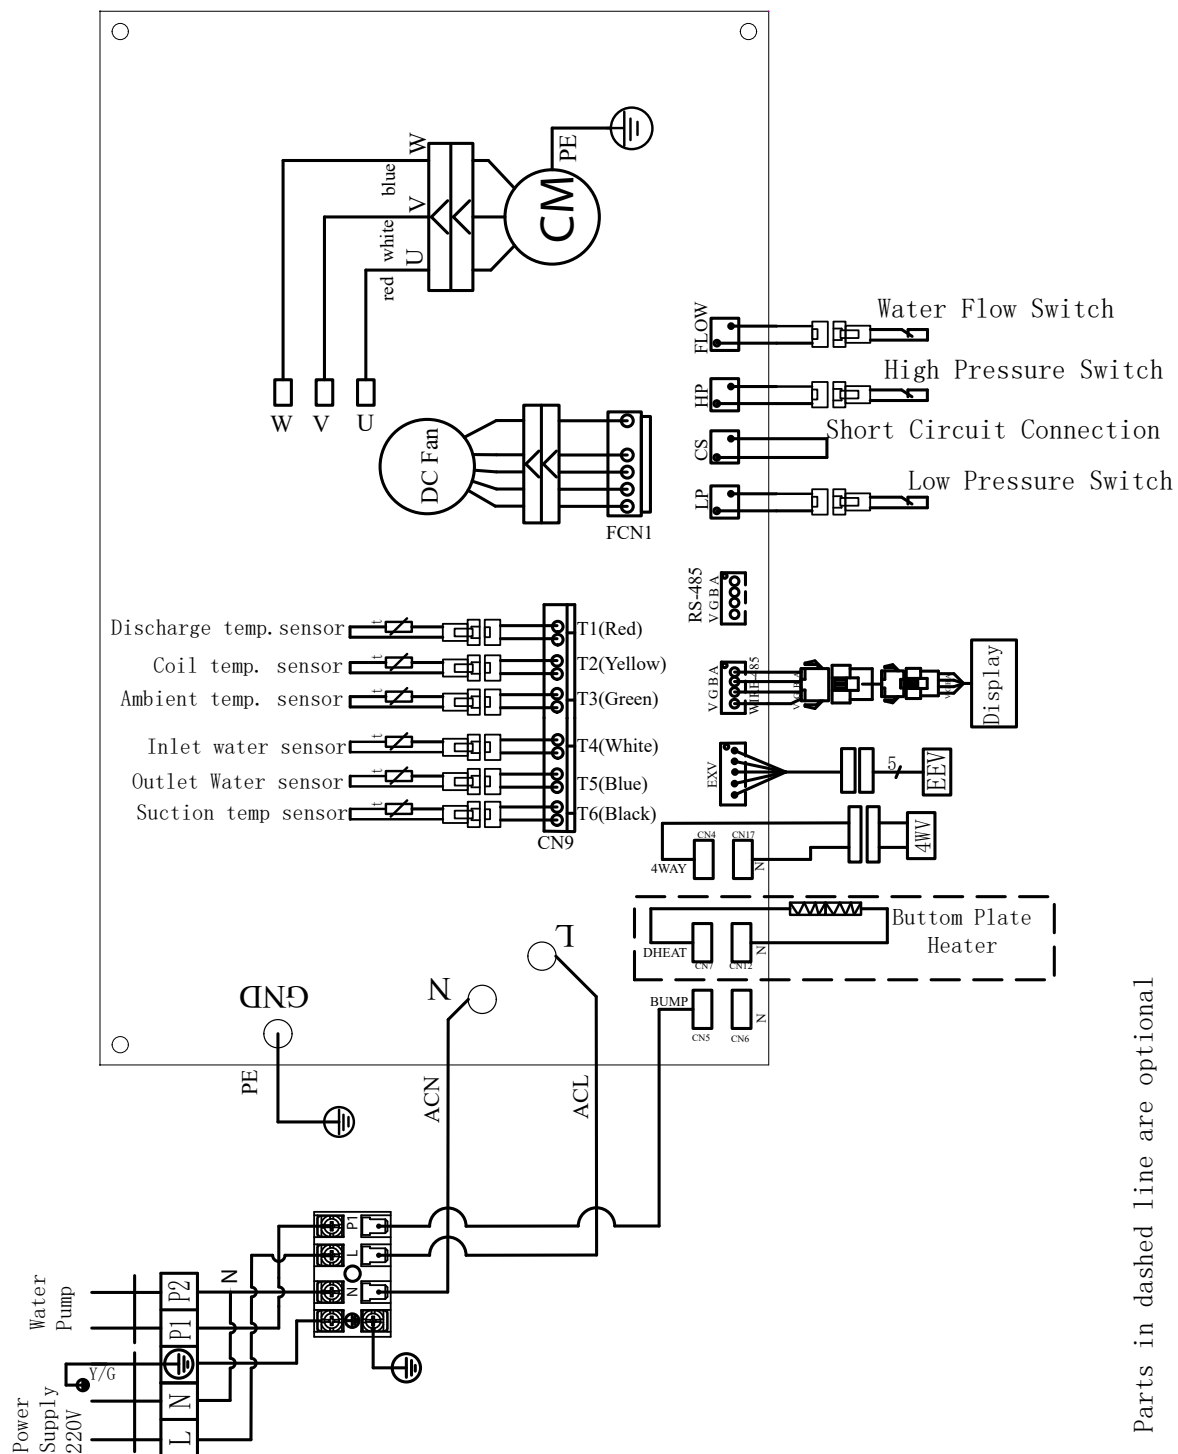 W
blue
V
white
U
red
CM
PE
W V U
DC Fan
FCN1
FLOW
Water Flow Switch
HP
High Pressure Switch
CS
Short Circuit Connection
LP
Low Pressure Switch
RS-485
V G B A
Discharge temp.sensor
t
T1(Red)
Coil temp. sensor
t
T2(Yellow)
Ambient temp. sensor
t
T3(Green)
Inlet water sensor
t
T4(White)
Outlet Water sensor
t
T5(Blue)
Suction temp sensor
t
T6(Black)
CN9
V G B A
WIRE-485
V G B A
V G B A
Display
EXV
5
EEV
CN4
CN17
4WAY
N
4WV
Buttom Plate
Heater
DHEAT
CN7
CN12
N
BUMP
CN5
CN6
N
L
N
GND
PE
ACN
ACL
P1
L
N
N
Water
Pump
P2
P1
Y/G
Power
Supply
220V
N
L
Parts in dashed line are optional